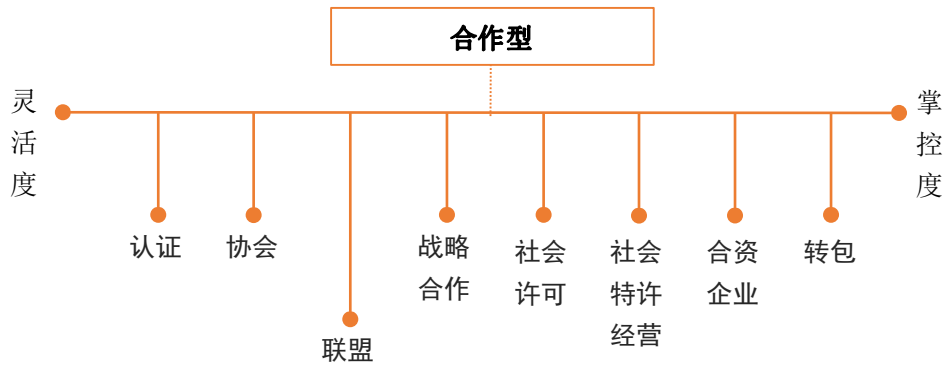 合作型
灵
活
度
掌
控
度
认证
协会
联盟
战略
合作
社会
许可
社会
特许
经营
合资
企业
转包